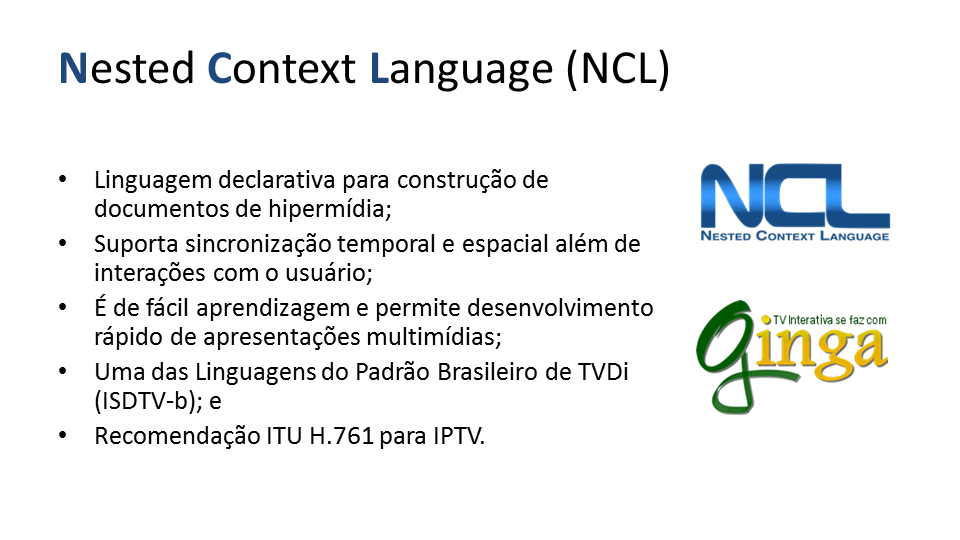 Nested Context Language (NCL)
• Linguagem declarativa para construção de
documentos de hipermídia;
• Suporta sincronização temporal e espacial além de
interações com o usuário;
• É de fácil aprendizagem e permite desenvolvimento
rápido de apresentações multimídias;
• Uma das Linguagens do Padrão Brasileiro de TVDi
(ISDTV-b); e
• Recomendação ITU H.761 para IPTV.
NCL
NESTED CONTEXT LANGUAGE
TV Interativa se faz com
ginga